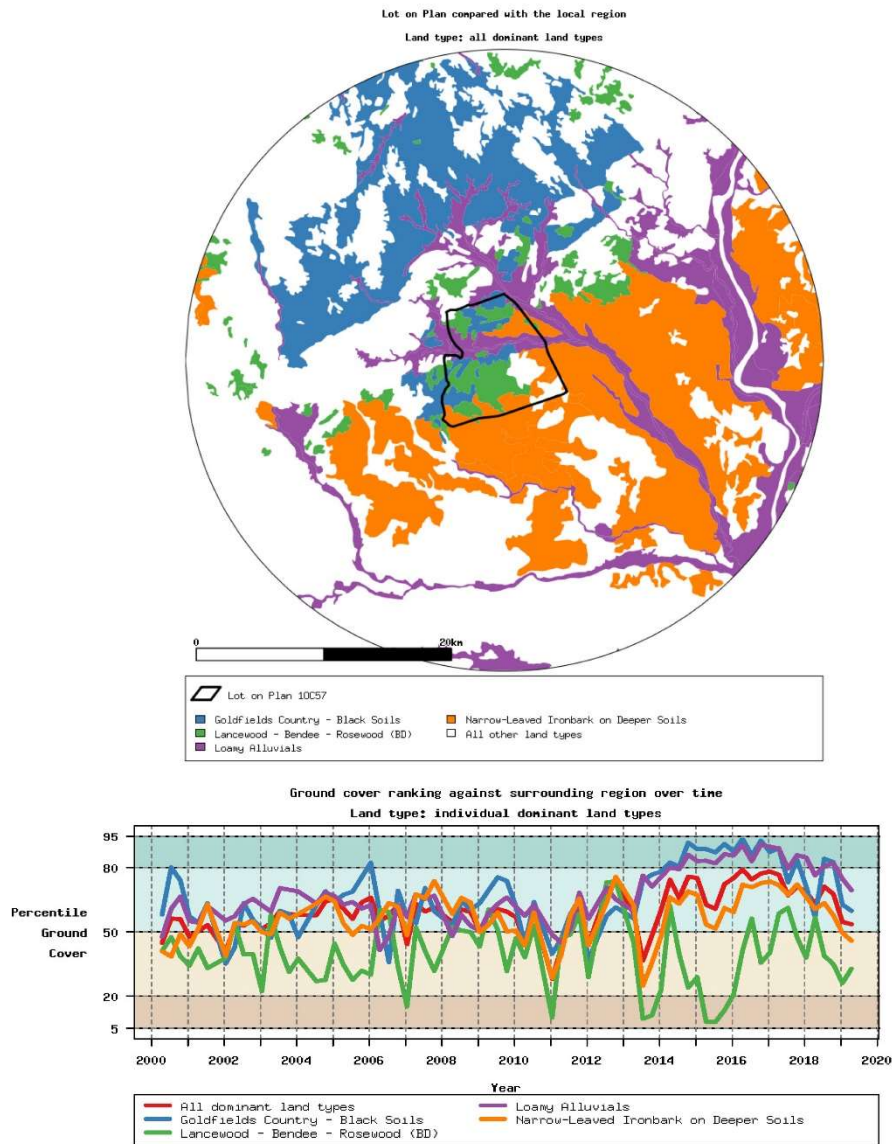 Lot on Plan compared with the local region
Land type: all dominant land types
0 20km
Lot on Plan 10C57
Goldfields Country - Black Soils
Narrow-Leaved Ironbark on Deeper Soils
Lancewood - Bendee - Rosewood (BD)
All other land types
Loamy Alluvials
Ground cover ranking against surrounding region over time
Land type: individual dominant land types
95
80
50
20
5
Percentile
Ground
Cover
2000 2002 2004 2006 2008 2010 2012 2014 2016 2018 2020
Year
All dominant land types
Loamy Alluvials
Goldfields Country - Black Soils
Narrow-Leaved Ironbark on Deeper Soils
Lancewood - Bendee - Rosewood (BD)